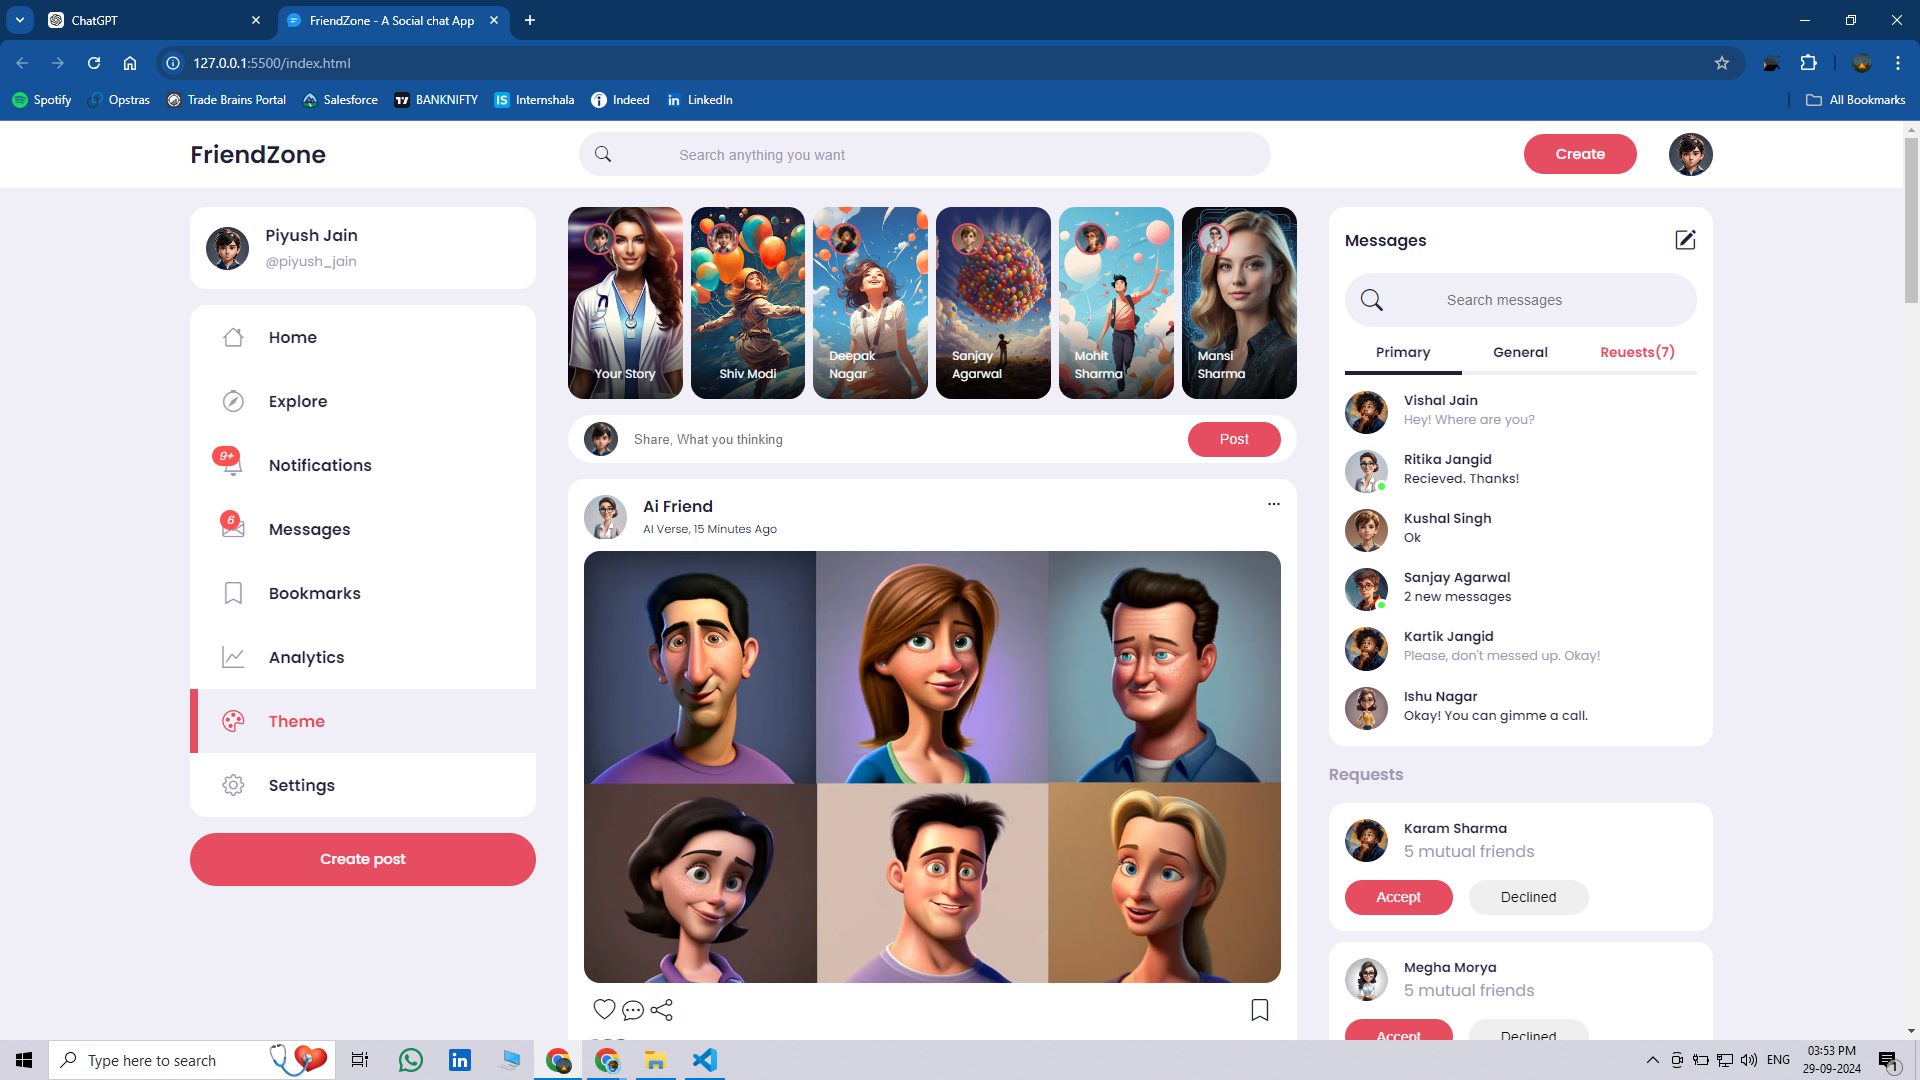 ChatGPT
FriendZone - A Social chat App
127.0.0.1:5500/index.html
Spotify
Opstras
Trade Brains Portal
Salesforce
BANKNIFTY
Internshala
Indeed
LinkedIn
All Bookmarks
FriendZone
Search anything you want
Create
Piyush Jain
@piyush_jain
Home
Explore
9+
Notifications
6
Messages
Bookmarks
Analytics
Theme
Settings
Create post
Your Story
Shiv Modi
Deepak
Nagar
Sanjay
Agarwal
Mohit
Sharma
Mansi
Sharma
Share, What you thinking
Post
Ai Friend
AI Verse, 15 Minutes Ago
Messages
Search messages
Primary
General
Reuests(7)
Vishal Jain
Hey! Where are you?
Ritika Jangid
Recieved. Thanks!
Kushal Singh
Ok
Sanjay Agarwal
2 new messages
Kartik Jangid
Please, don't messed up. Okay!
Ishu Nagar
Okay! You can gimme a call.
Requests
Karam Sharma
5 mutual friends
Accept
Declined
Megha Morya
5 mutual friends
Accept
Declined
Type here to search
ENG
03:53 PM
29-09-2024
1